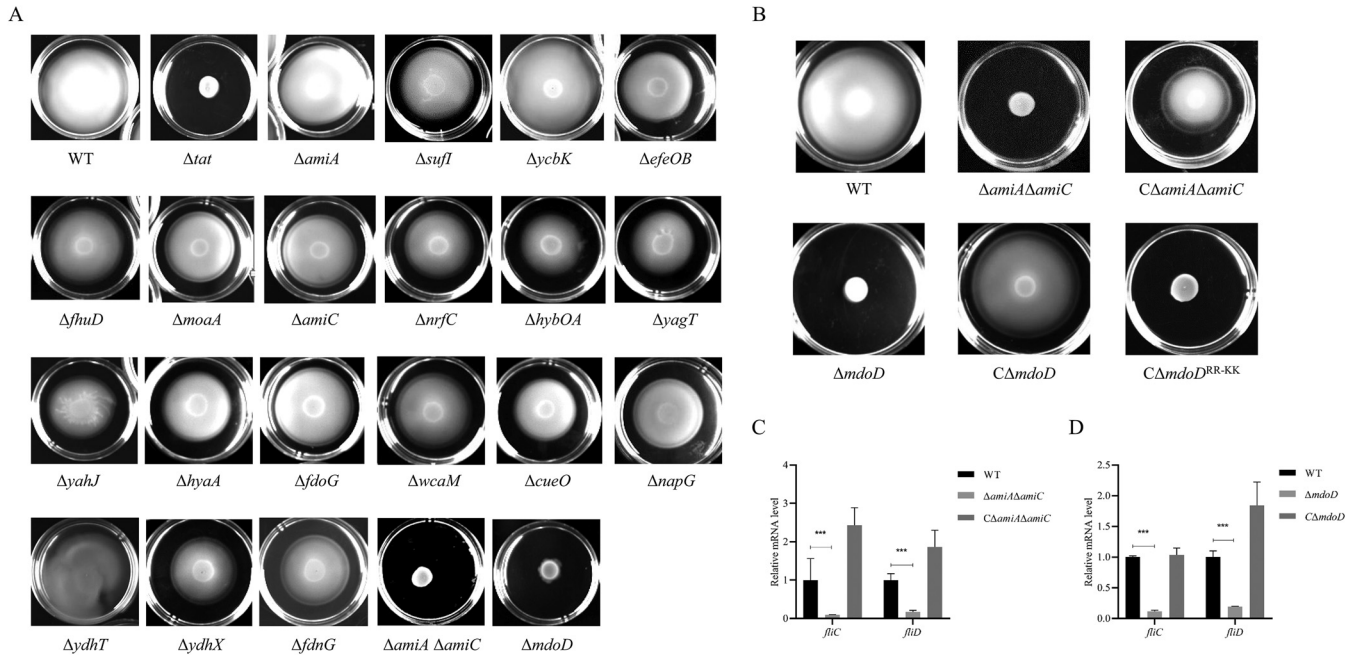 A
WT Δtat ΔamiA ΔsufI ΔycbK ΔefeOB
ΔfhuD ΔmoaA ΔamiC ΔnrfC ΔhybOA ΔyagT
ΔyahJ ΔhyaA ΔfdoG ΔwcaM ΔcueO ΔnapG
ΔydhT ΔydhX ΔfdnG ΔamiA ΔamiC ΔmdoD
B
WT ΔamiAΔamiC CΔamiAΔamiC
ΔmdoD CΔmdoD CΔmdoD^RR-KK
C
Relative mRNA level
4
3
2
1
0
***
***
fliC fliD
WT
ΔamiAΔamiC
CΔamiAΔamiC
D
Relative mRNA level
2.5
2.0
1.5
1.0
0.5
0.0
***
***
fliC fliD
WT
ΔmdoD
CΔmdoD